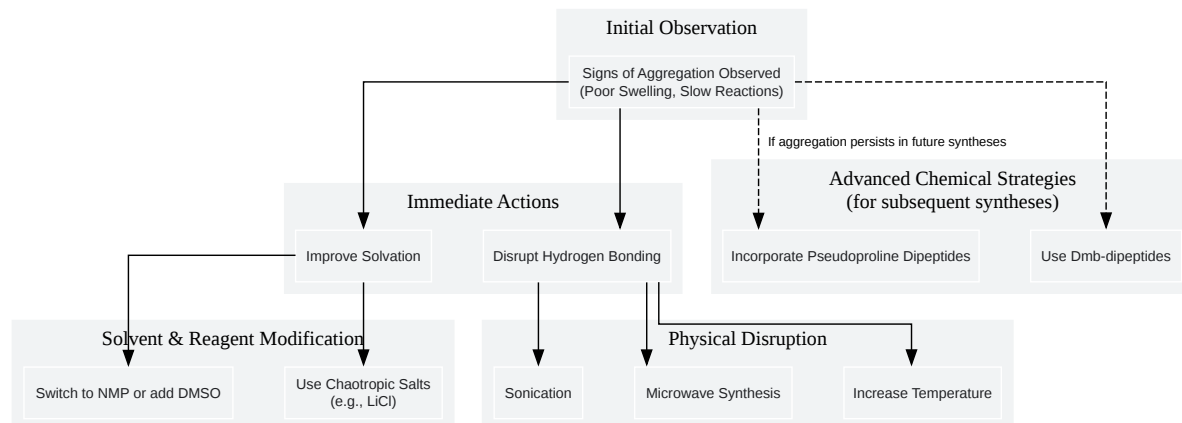 Initial Observation
Signs of Aggregation Observed
(Poor Swelling, Slow Reactions)
If aggregation persists in future syntheses
Advanced Chemical Strategies
(for subsequent syntheses)
Immediate Actions
Improve Solvation
Disrupt Hydrogen Bonding
Incorporate Pseudoproline Dipeptides
Use Dmb-dipeptides
Solvent & Reagent Modification
Physical Disruption
Switch to NMP or add DMSO
Use Chaotropic Salts
(e.g., LiCl)
Sonication
Microwave Synthesis
Increase Temperature